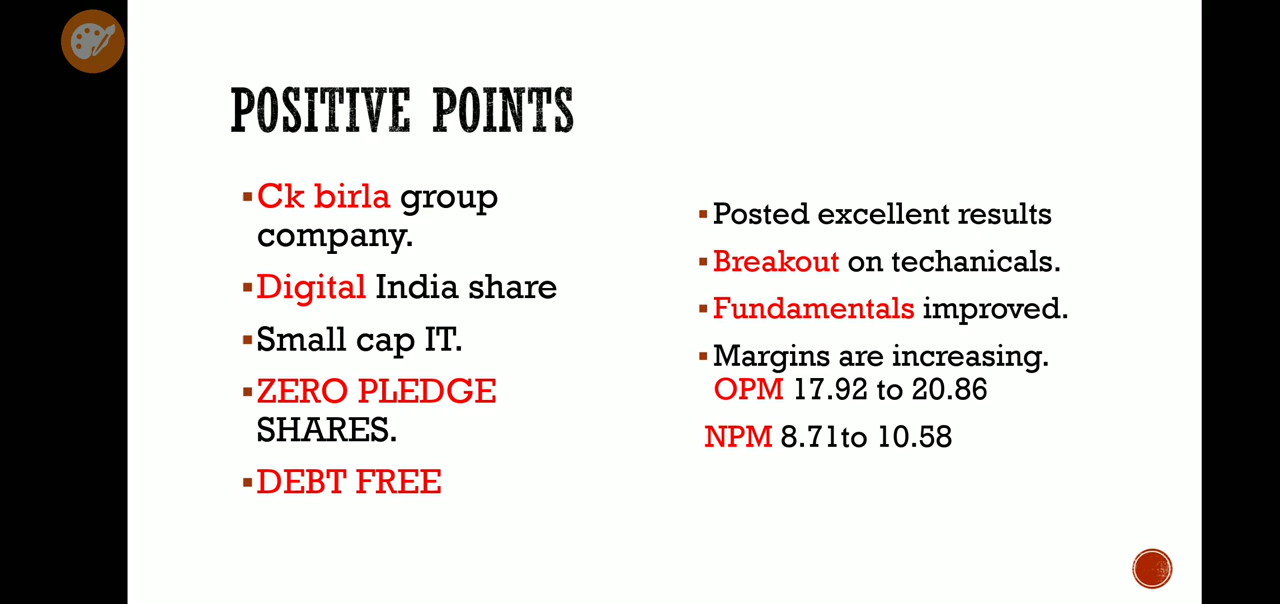 POSITIVE POINTS
▪Ck birla group
company.
▪Digital India share
▪Small cap IT.
▪ZERO PLEDGE
SHARES.
▪DEBT FREE
▪Posted excellent results
▪Breakout on techanicals.
▪Fundamentals improved.
▪Margins are increasing.
OPM 17.92 to 20.86
NPM 8.71to 10.58